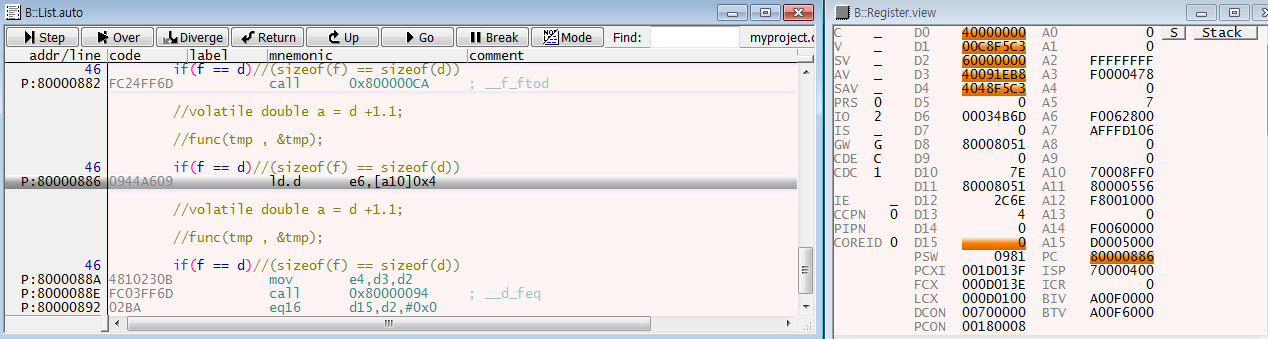 B::List.auto
Step Over Diverge Return Up Go Break Mode Find: myproject.c
addr/line code label mnemonic comment
46 if(f == d)//(sizeof(f) == sizeof(d))
P:80000882 FC24FF6D call 0x800000CA ; __f_ftod
//volatile double a = d +1.1;
//func(tmp , &tmp);
46 if(f == d)//(sizeof(f) == sizeof(d))
P:80000886 0944A609 ld.d e6,[a10]0x4
//volatile double a = d +1.1;
//func(tmp , &tmp);
46 if(f == d)//(sizeof(f) == sizeof(d))
P:8000088A 4810230B mov e4,d3,d2
P:8000088E FC03FF6D call 0x80000094 ; __d_feq
P:80000892 02BA eq16 d15,d2,#0x0
B::Register.view
C _ D0 40000000 A0 0 S Stack
V _ D1 00C8F5C3 A1 0
SV _ D2 60000000 A2 FFFFFFFF
AV _ D3 40091EB8 A3 F0000478
SAV _ D4 4048F5C3 A4 0
PRS 0 D5 0 A5 7
IO 2 D6 00034B6D A6 F0062800
IS _ D7 0 A7 AFFFD106
GW G D8 80008051 A8 0
CDE C D9 0 A9 0
CDC 1 D10 7E A10 70008FF0
D11 80008051 A11 80000556
IE _ D12 2C6E A12 F8001000
CCPN 0 D13 4 A13 0
PIPN D14 0 A14 F0060000
COREID 0 D15 0 A15 D0005000
PSW 0981 PC 80000886
PCXI 001D013F ISP 70000400
FCX 000D013E ICR 0
LCX 000D0100 BIV A00F0000
DCON 00700000 BTV A00F6000
PCON 00180008